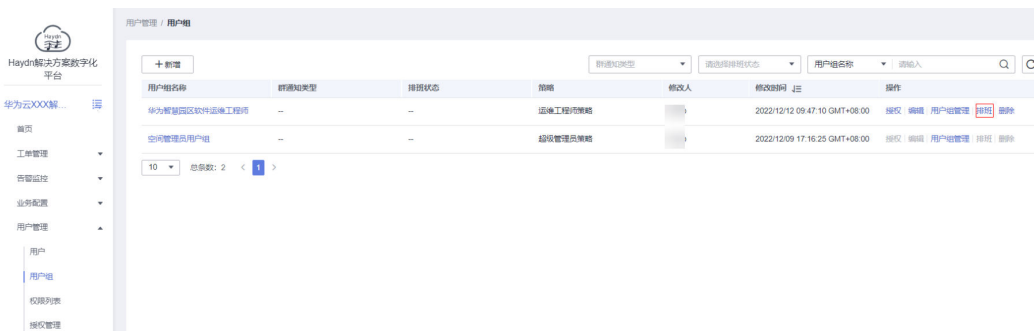 用户管理 / 用户组
Haydn
字士
Haydn解决方案数字化
平台
华为云XXX解...
首页
工单管理
告警监控
业务配置
用户管理
用户
用户组
权限列表
授权管理
十新增
群通知类型
请选择排班状态
用户组名称
请输入
用户组名称 群通知类型 排班状态 策略 修改人 修改时间 操作
华为智慧园区软件运维工程师 -- -- 运维工程师策略 2022/12/12 09:47:10 GMT+08:00 授权 编辑 用户组管理 排班 删除
空间管理员用户组 -- -- 超级管理员策略 2022/12/09 17:16:25 GMT+08:00 授权 编辑 用户组管理 排班 删除
10 总条数: 2 < 1 >